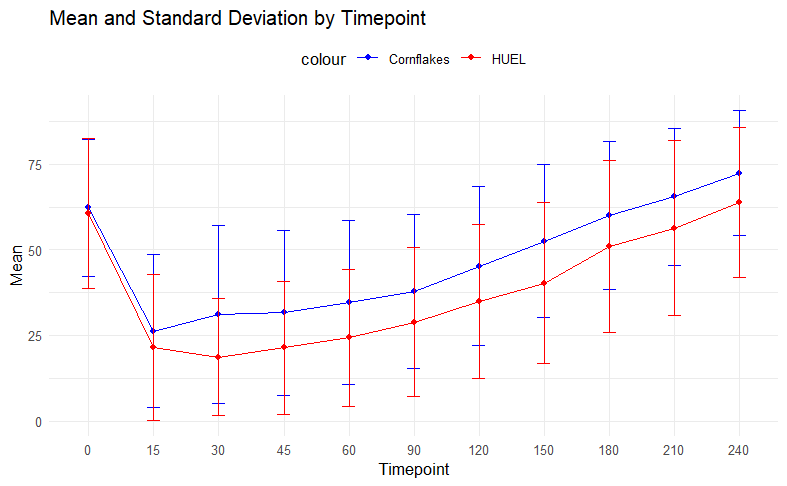 Mean and Standard Deviation by Timepoint
colour Cornflakes HUEL
75
50
25
0
Mean
0 15 30 45 60 90 120 150 180 210 240
Timepoint